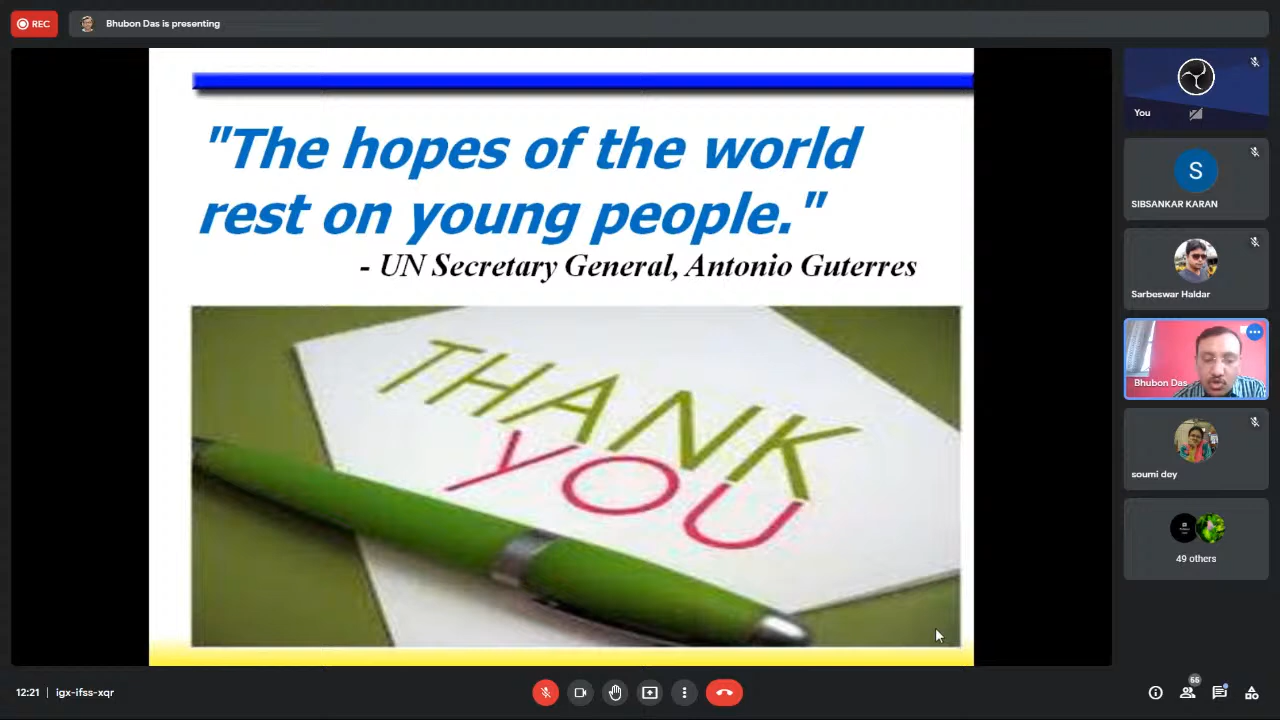 REC
Bhubon Das is presenting
"The hopes of the world
rest on young people."
- UN Secretary General, Antonio Guterres
THANK
YOU
You
S
SIBSANKAR KARAN
Sarbeswar Haldar
Bhubon Das
soumi dey
49 others
12:21 | igx-ifss-xqr
55